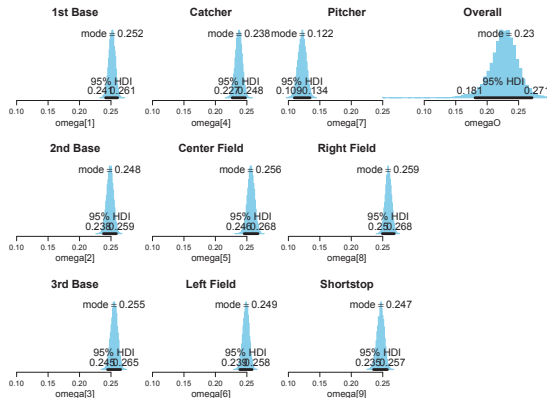 1st Base
mode = 0.252
95% HDI
0.241 0.261
0.10 0.15 0.20 0.25
omega[1]
Catcher
mode = 0.238
95% HDI
0.227 0.248
0.10 0.15 0.20 0.25
omega[4]
Pitcher
mode = 0.122
95% HDI
0.109 0.134
0.10 0.15 0.20 0.25
omega[7]
Overall
mode = 0.23
95% HDI
0.181 0.271
0.10 0.15 0.20 0.25
omegaO
2nd Base
mode = 0.248
95% HDI
0.238 0.259
0.10 0.15 0.20 0.25
omega[2]
Center Field
mode = 0.256
95% HDI
0.246 0.268
0.10 0.15 0.20 0.25
omega[5]
Right Field
mode = 0.259
95% HDI
0.25 0.268
0.10 0.15 0.20 0.25
omega[8]
3rd Base
mode = 0.255
95% HDI
0.245 0.265
0.10 0.15 0.20 0.25
omega[3]
Left Field
mode = 0.249
95% HDI
0.239 0.258
0.10 0.15 0.20 0.25
omega[6]
Shortstop
mode = 0.247
95% HDI
0.235 0.257
0.10 0.15 0.20 0.25
omega[9]